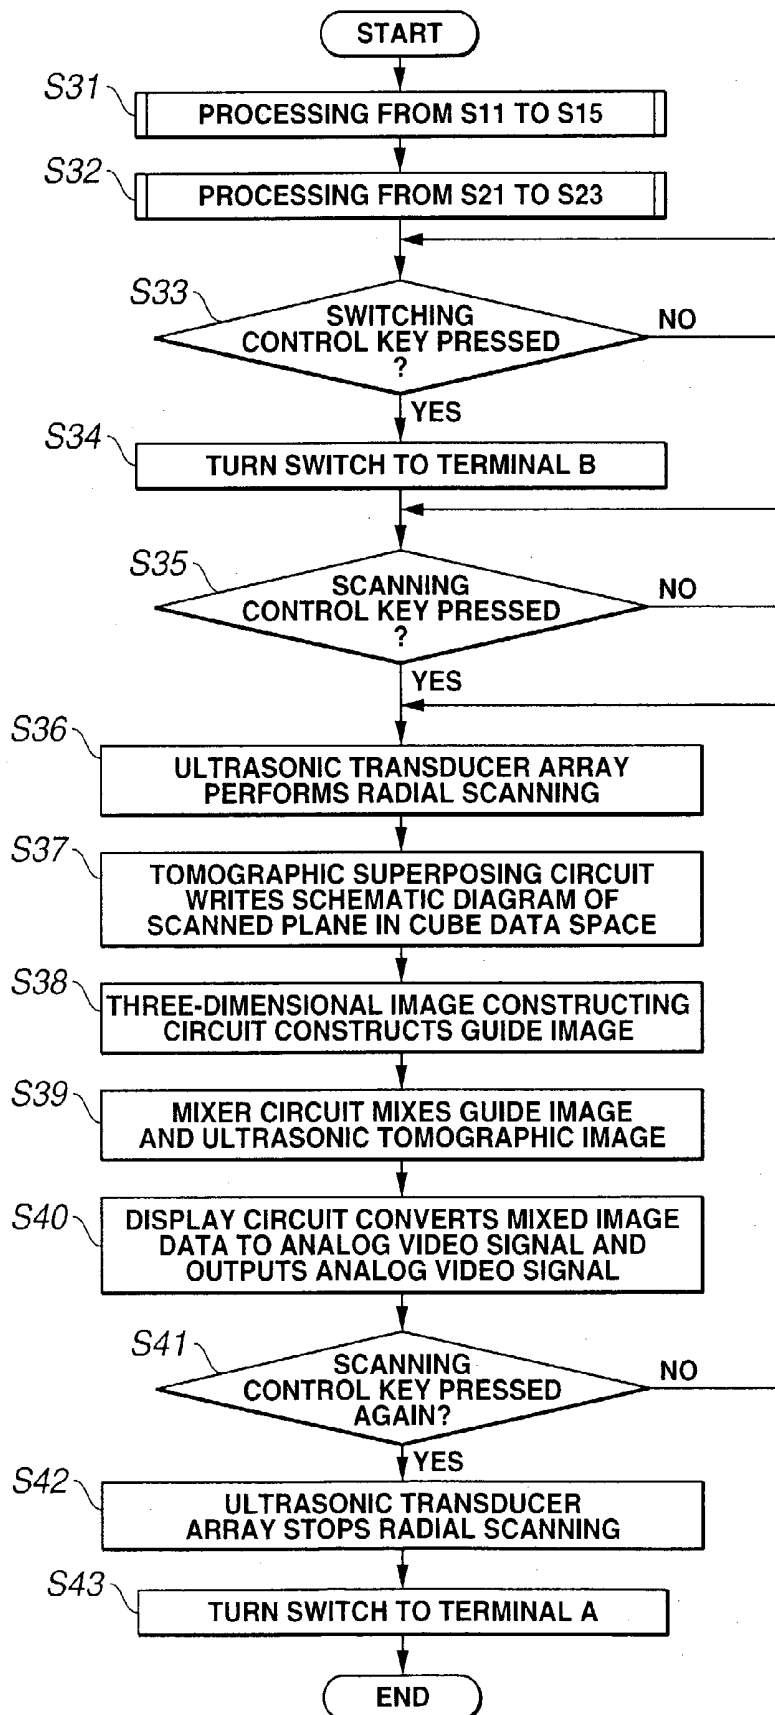 START
S31
PROCESSING FROM S11 TO S15
S32
PROCESSING FROM S21 TO S23
S33
SWITCHING
CONTROL KEY PRESSED
?
NO
YES
S34
TURN SWITCH TO TERMINAL B
S35
SCANNING
CONTROL KEY PRESSED
?
NO
YES
S36
ULTRASONIC TRANSDUCER ARRAY
PERFORMS RADIAL SCANNING
S37
TOMOGRAPHIC SUPERPOSING CIRCUIT
WRITES SCHEMATIC DIAGRAM OF
SCANNED PLANE IN CUBE DATA SPACE
S38
THREE-DIMENSIONAL IMAGE CONSTRUCTING
CIRCUIT CONSTRUCTS GUIDE IMAGE
S39
MIXER CIRCUIT MIXES GUIDE IMAGE
AND ULTRASONIC TOMOGRAPHIC IMAGE
S40
DISPLAY CIRCUIT CONVERTS MIXED IMAGE
DATA TO ANALOG VIDEO SIGNAL AND
OUTPUTS ANALOG VIDEO SIGNAL
S41
SCANNING
CONTROL KEY PRESSED
AGAIN?
NO
YES
S42
ULTRASONIC TRANSDUCER
ARRAY STOPS RADIAL SCANNING
S43
TURN SWITCH TO TERMINAL A
END